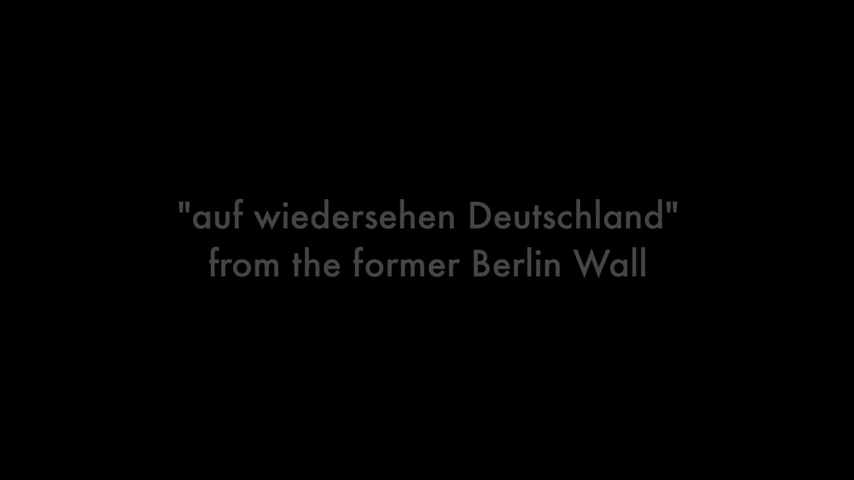 "auf wiedersehen Deutschland"
from the former Berlin Wall